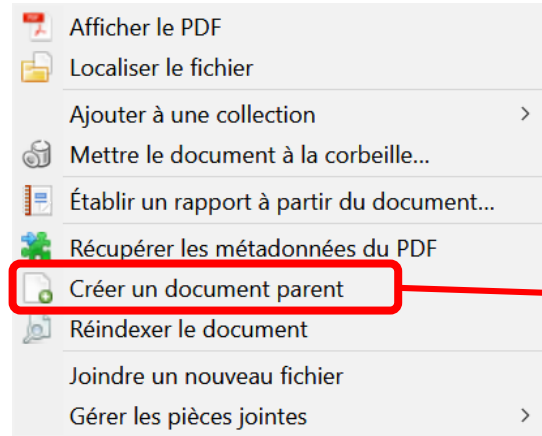 Afficher le PDF
Localiser le fichier
Ajouter à une collection
Mettre le document à la corbeille...
Établir un rapport à partir du document...
Récupérer les métadonnées du PDF
Créer un document parent
Réindexer le document
Joindre un nouveau fichier
Gérer les pièces jointes